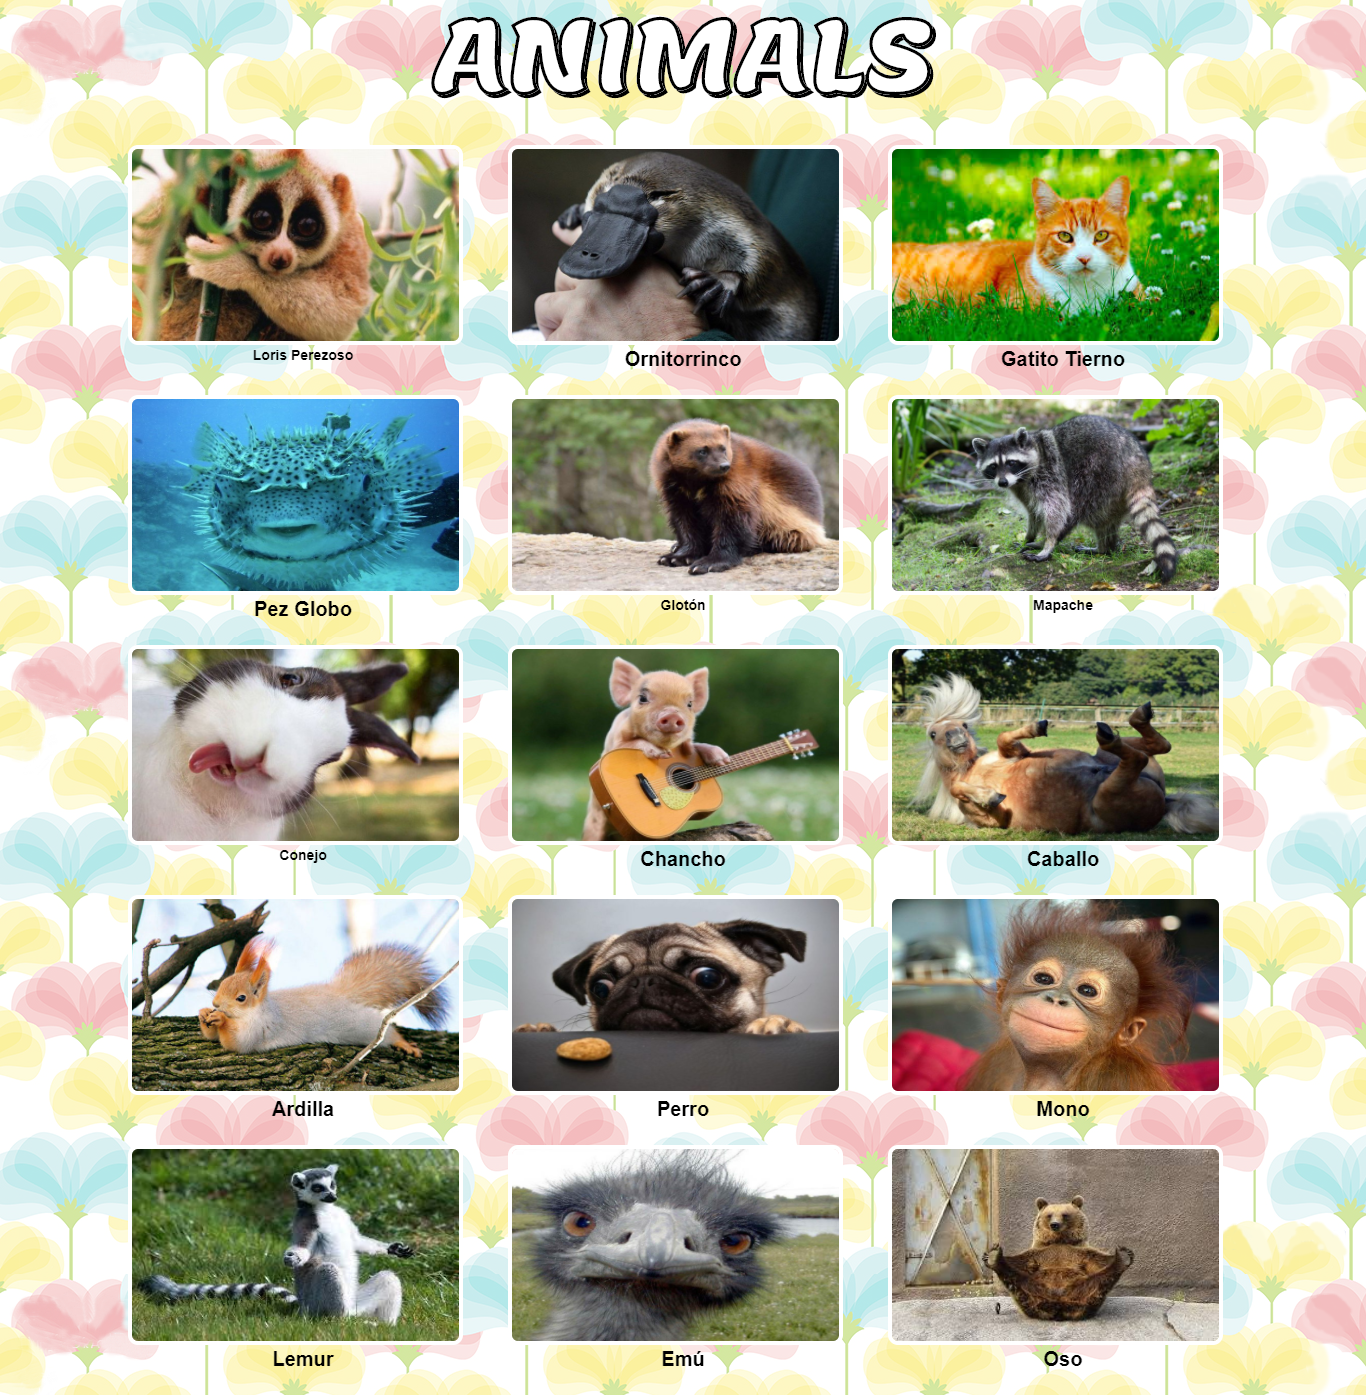 ANIMALS
Loris Perezoso
Ornitorrinco
Gatito Tierno
Pez Globo
Glotón
Mapache
Conejo
Chancho
Caballo
Ardilla
Perro
Mono
Lemur
Emú
Oso